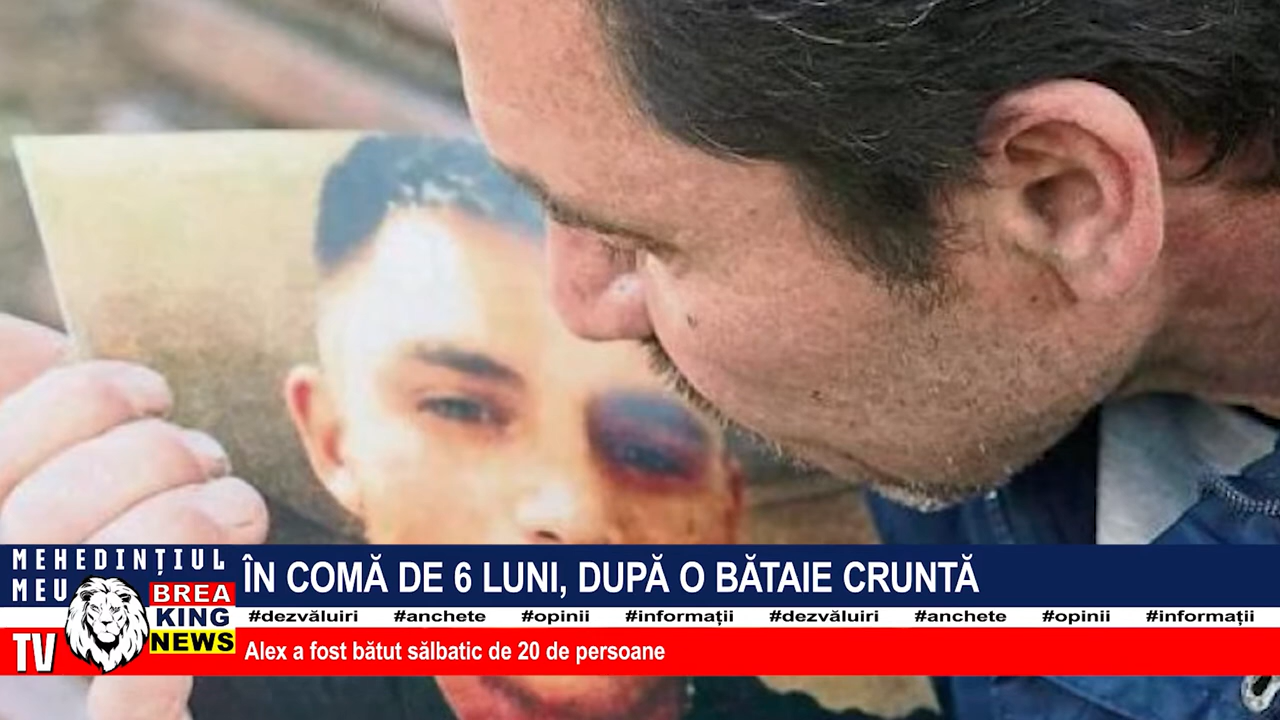 MEHEDINȚIUL
MEU
TV
BREA
KING
NEWS
ÎN COMĂ DE 6 LUNI, DUPĂ O BĂTAIE CRUNTĂ
#dezvăluiri #anchete #opinii #informații #dezvăluiri #anchete #opinii #informații
Alex a fost bătut sălbatic de 20 de persoane